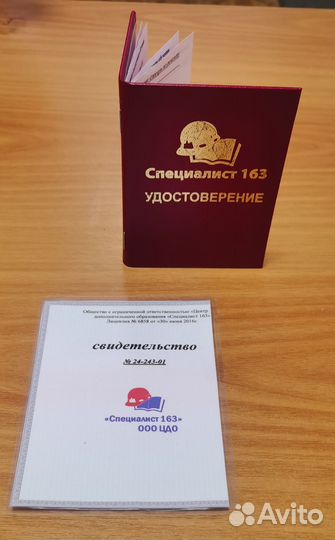 Специалист 163
УДОСТОВЕРЕНИЕ
Общество с ограниченной ответственностью «Центр
дополнительного образования «Специалист 163»
Лицензия № 6858 от «30» июня 2016г
свидетельство
№ 24-243-01
«Специалист 163»
ООО ЦДО
Avito